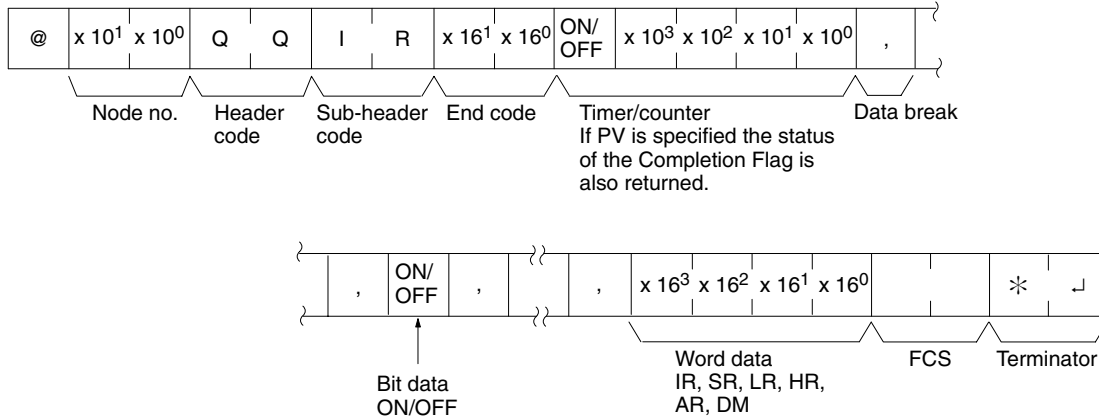 @ x 10¹ x 10⁰ Q Q I R x 16¹ x 16⁰ ON/OFF x 10³ x 10² x 10¹ x 10⁰ ,
Node no.
Header code
Sub-header code
End code
Timer/counter
If PV is specified the status
of the Completion Flag is
also returned.
Data break
, ON/OFF , , x 16³ x 16² x 16¹ x 16⁰ * ↵
Bit data
ON/OFF
Word data
IR, SR, LR, HR,
AR, DM
FCS
Terminator